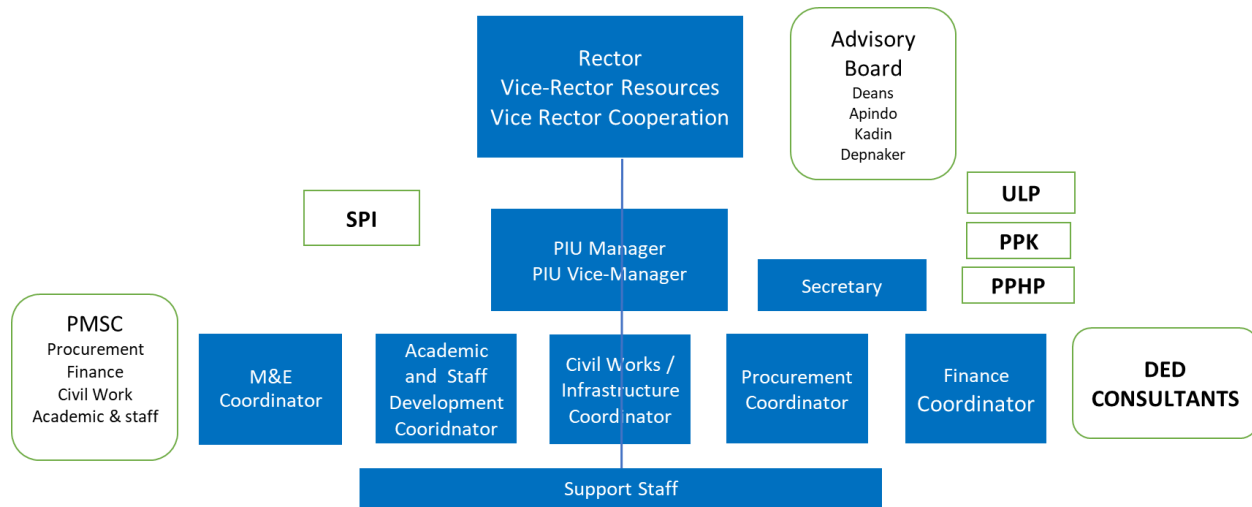 Rector
Vice-Rector Resources
Vice Rector Cooperation
Advisory
Board
Deans
Apindo
Kadin
Depnaker
SPI
ULP
PPK
PPHP
PIU Manager
PIU Vice-Manager
Secretary
PMSC
Procurement
Finance
Civil Work
Academic & staff
M&E
Coordinator
Academic
and Staff
Development
Cooridnator
Civil Works /
Infrastructure
Coordinator
Procurement
Coordinator
Finance
Coordinator
DED
CONSULTANTS
Support Staff